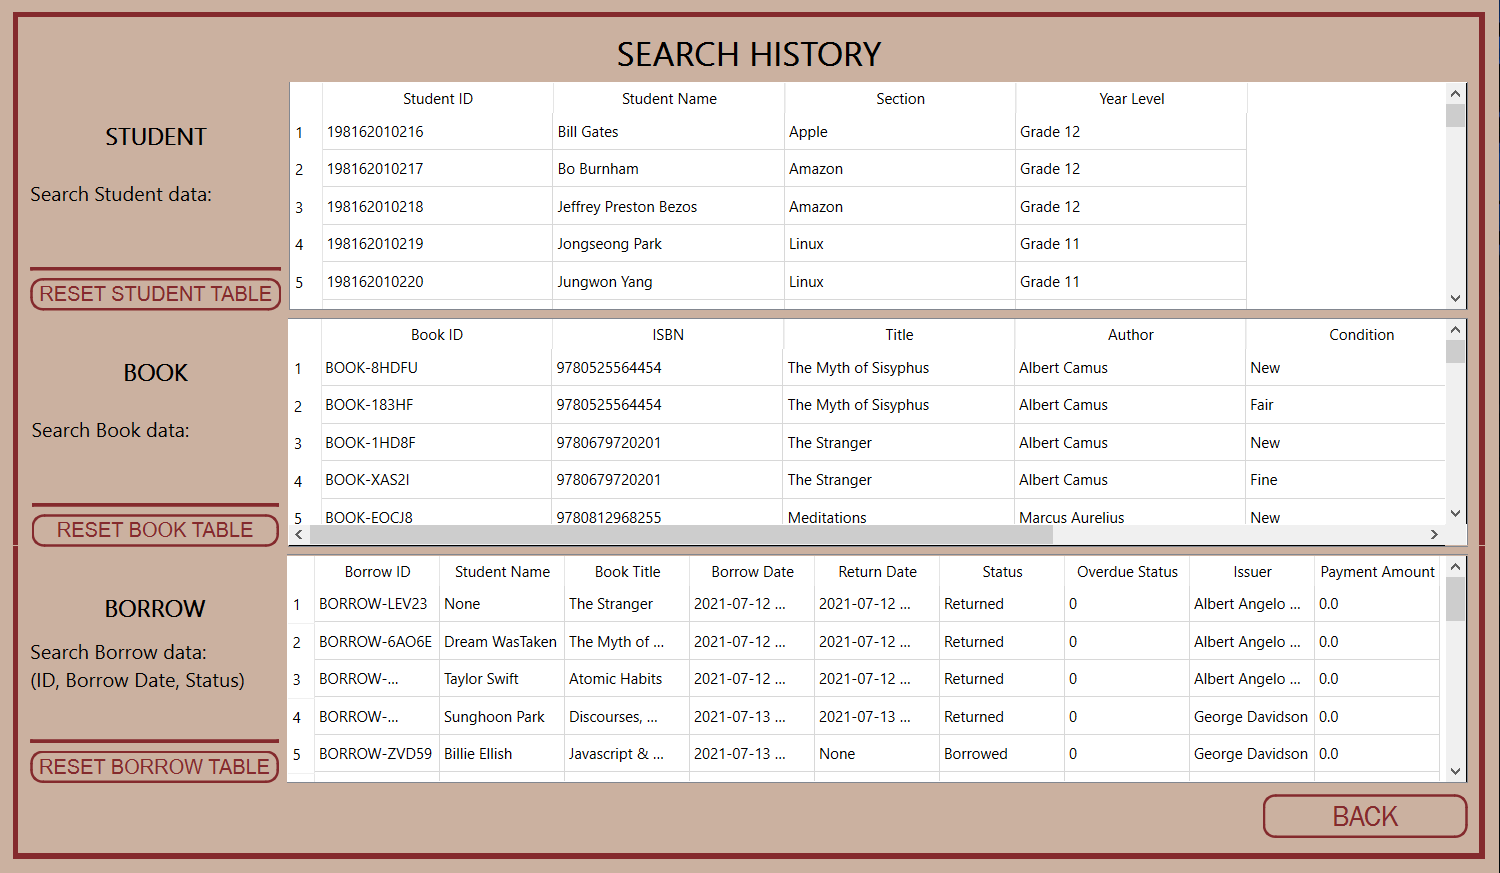 SEARCH HISTORY
STUDENT
Search Student data:
RESET STUDENT TABLE
Student ID Student Name Section Year Level
1 198162010216 Bill Gates Apple Grade 12
2 198162010217 Bo Burnham Amazon Grade 12
3 198162010218 Jeffrey Preston Bezos Amazon Grade 12
4 198162010219 Jongseong Park Linux Grade 11
5 198162010220 Jungwon Yang Linux Grade 11
BOOK
Search Book data:
RESET BOOK TABLE
Book ID ISBN Title Author Condition
1 BOOK-8HDFU 9780525564454 The Myth of Sisyphus Albert Camus New
2 BOOK-183HF 9780525564454 The Myth of Sisyphus Albert Camus Fair
3 BOOK-1HD8F 9780679720201 The Stranger Albert Camus New
4 BOOK-XAS2I 9780679720201 The Stranger Albert Camus Fine
5 BOOK-EOCJ8 9780812968255 Meditations Marcus Aurelius New
BORROW
Search Borrow data:
(ID, Borrow Date, Status)
RESET BORROW TABLE
Borrow ID Student Name Book Title Borrow Date Return Date Status Overdue Status Issuer Payment Amount
1 BORROW-LEV23 None The Stranger 2021-07-12 ... 2021-07-12 ... Returned 0 Albert Angelo ... 0.0
2 BORROW-6AO6E Dream WasTaken The Myth of ... 2021-07-12 ... 2021-07-12 ... Returned 0 Albert Angelo ... 0.0
3 BORROW-... Taylor Swift Atomic Habits 2021-07-12 ... 2021-07-12 ... Returned 0 Albert Angelo ... 0.0
4 BORROW-... Sunghoon Park Discourses, ... 2021-07-13 ... 2021-07-13 ... Returned 0 George Davidson 0.0
5 BORROW-ZVD59 Billie Ellish Javascript & ... 2021-07-13 ... None Borrowed 0 George Davidson 0.0
BACK